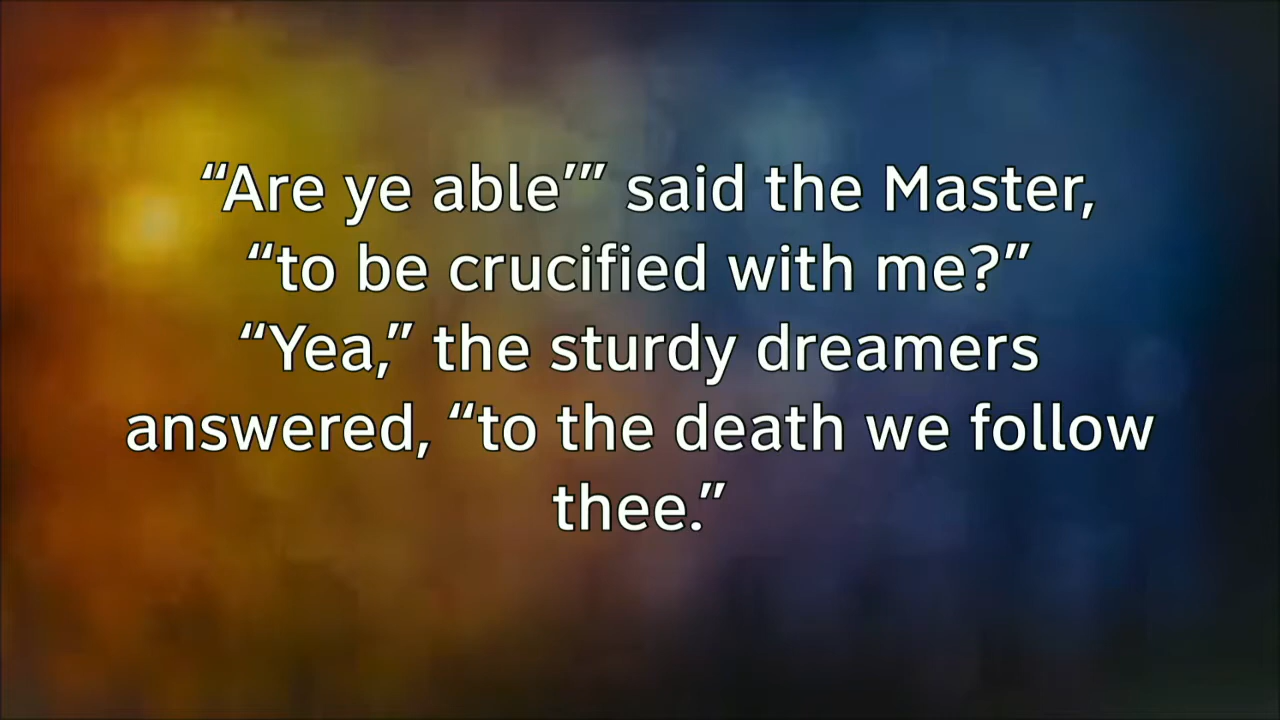 “Are ye able’” said the Master,
“to be crucified with me?”
“Yea,” the sturdy dreamers
answered, “to the death we follow
thee.”